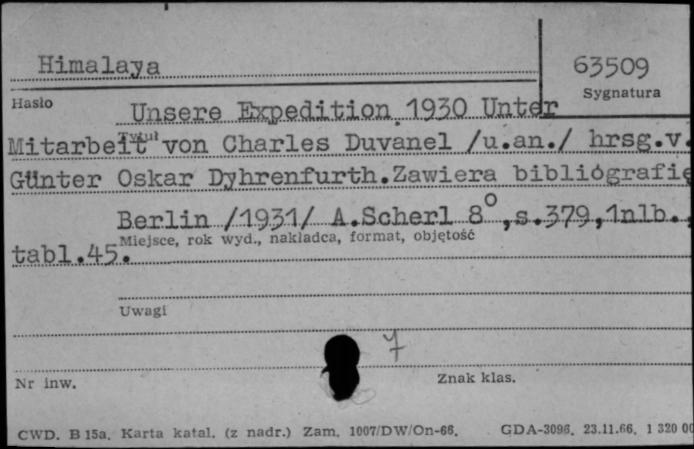 Himalaya
63509
Hasło
Sygnatura
Unsere Expedition 1930 Unter
Tytuł
Mitarbeit von Charles Duvanel /u.an./ hrsg.v.
Günter Oskar Dyhrenfurth.Zawiera bibliógrafię
Berlin /1931/ A.Scherl 8°,s.379,1nlb.,
Miejsce, rok wyd., nakładca, format, objętość
tabl.45.
Uwagi
7
Nr inw.
Znak klas.
CWD. B 15a. Karta katal. (z nadr.) Zam. 1007/DW/On-66. GDA-3096. 23.11.66. 1 320 00